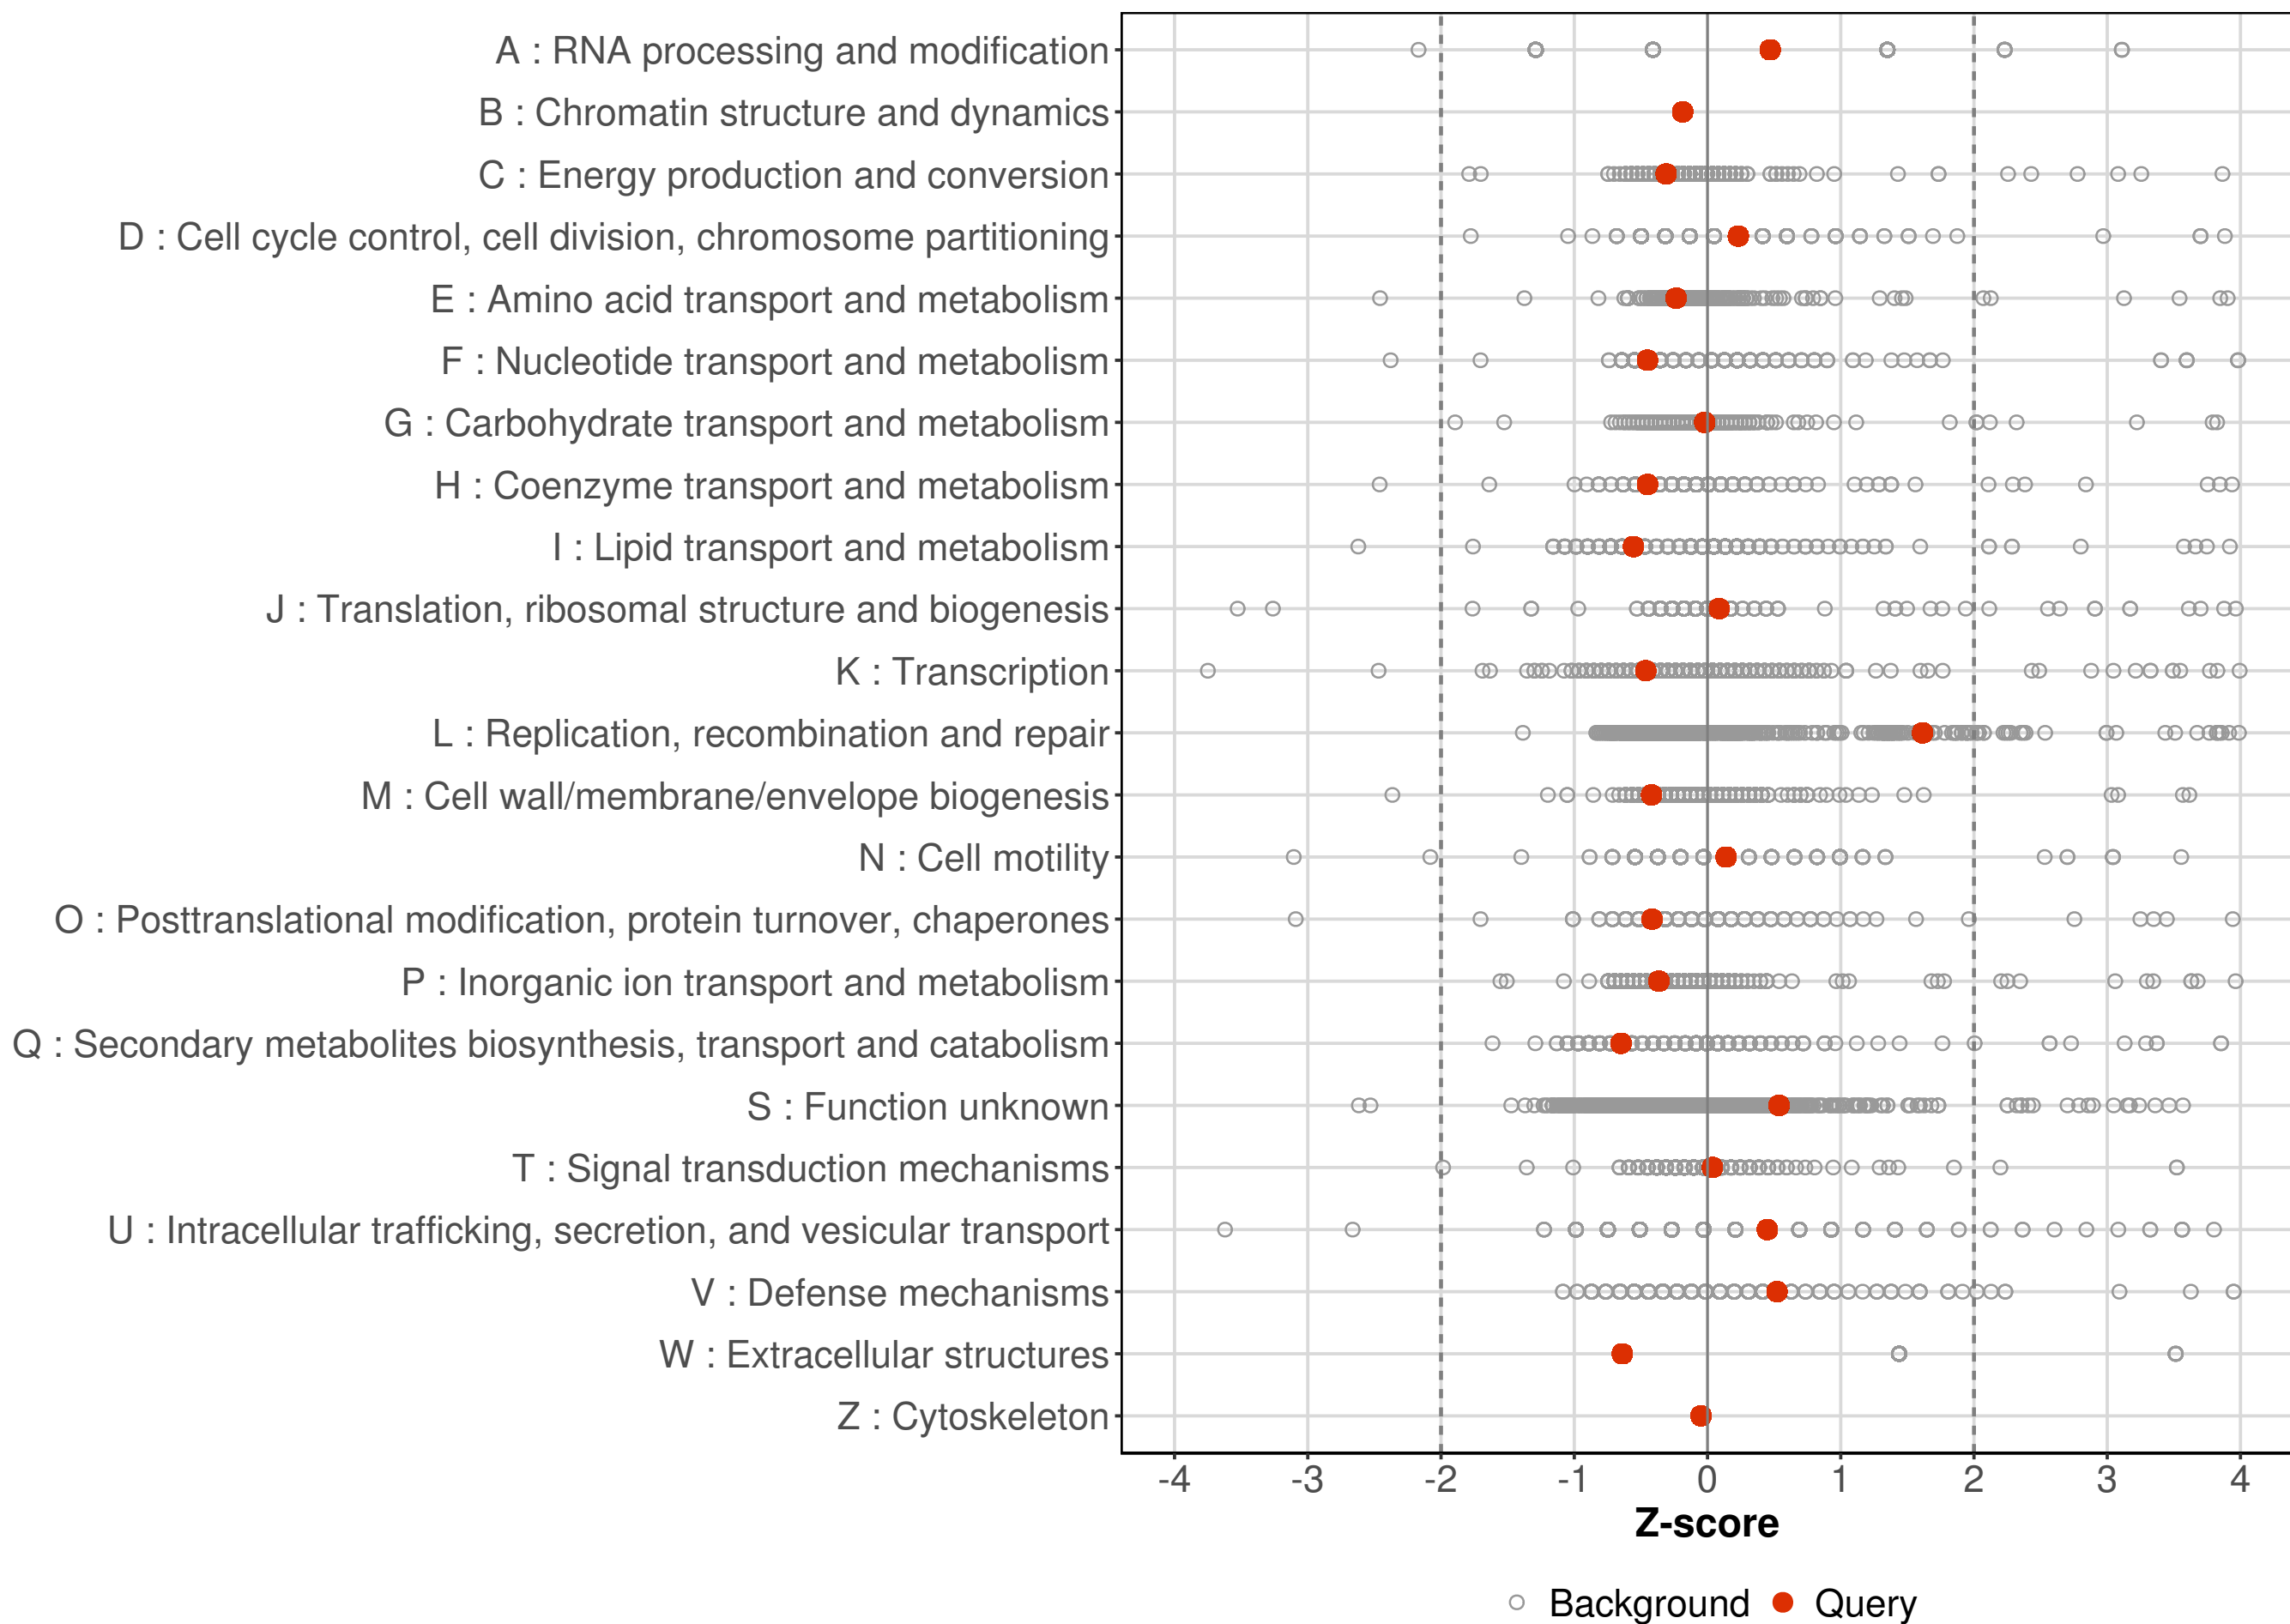 A : RNA processing and modification
B : Chromatin structure and dynamics
C : Energy production and conversion
D : Cell cycle control, cell division, chromosome partitioning
E : Amino acid transport and metabolism
F : Nucleotide transport and metabolism
G : Carbohydrate transport and metabolism
H : Coenzyme transport and metabolism
I : Lipid transport and metabolism
J : Translation, ribosomal structure and biogenesis
K : Transcription
L : Replication, recombination and repair
M : Cell wall/membrane/envelope biogenesis
N : Cell motility
O : Posttranslational modification, protein turnover, chaperones
P : Inorganic ion transport and metabolism
Q : Secondary metabolites biosynthesis, transport and catabolism
S : Function unknown
T : Signal transduction mechanisms
U : Intracellular trafficking, secretion, and vesicular transport
V : Defense mechanisms
W : Extracellular structures
Z : Cytoskeleton
-4 -3 -2 -1 0 1 2 3 4
Z-score
Background Query